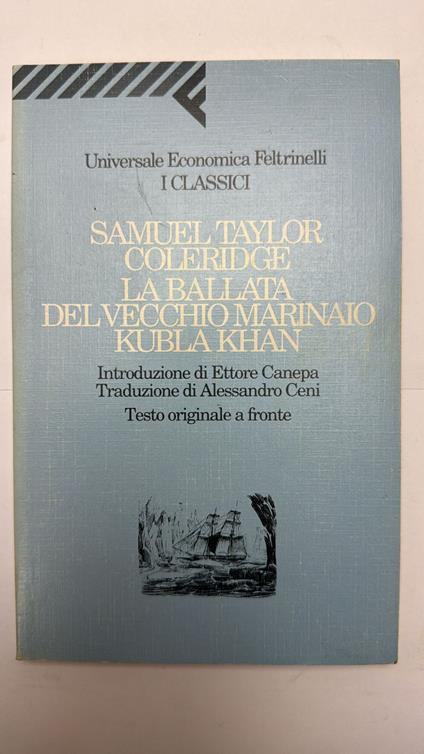 Universale Economica Feltrinelli
I CLASSICI
SAMUEL TAYLOR
COLERIDGE
LA BALLATA
DEL VECCHIO MARINAIO
KUBLA KHAN
Introduzione di Ettore Canepa
Traduzione di Alessandro Ceni
Testo originale a fronte